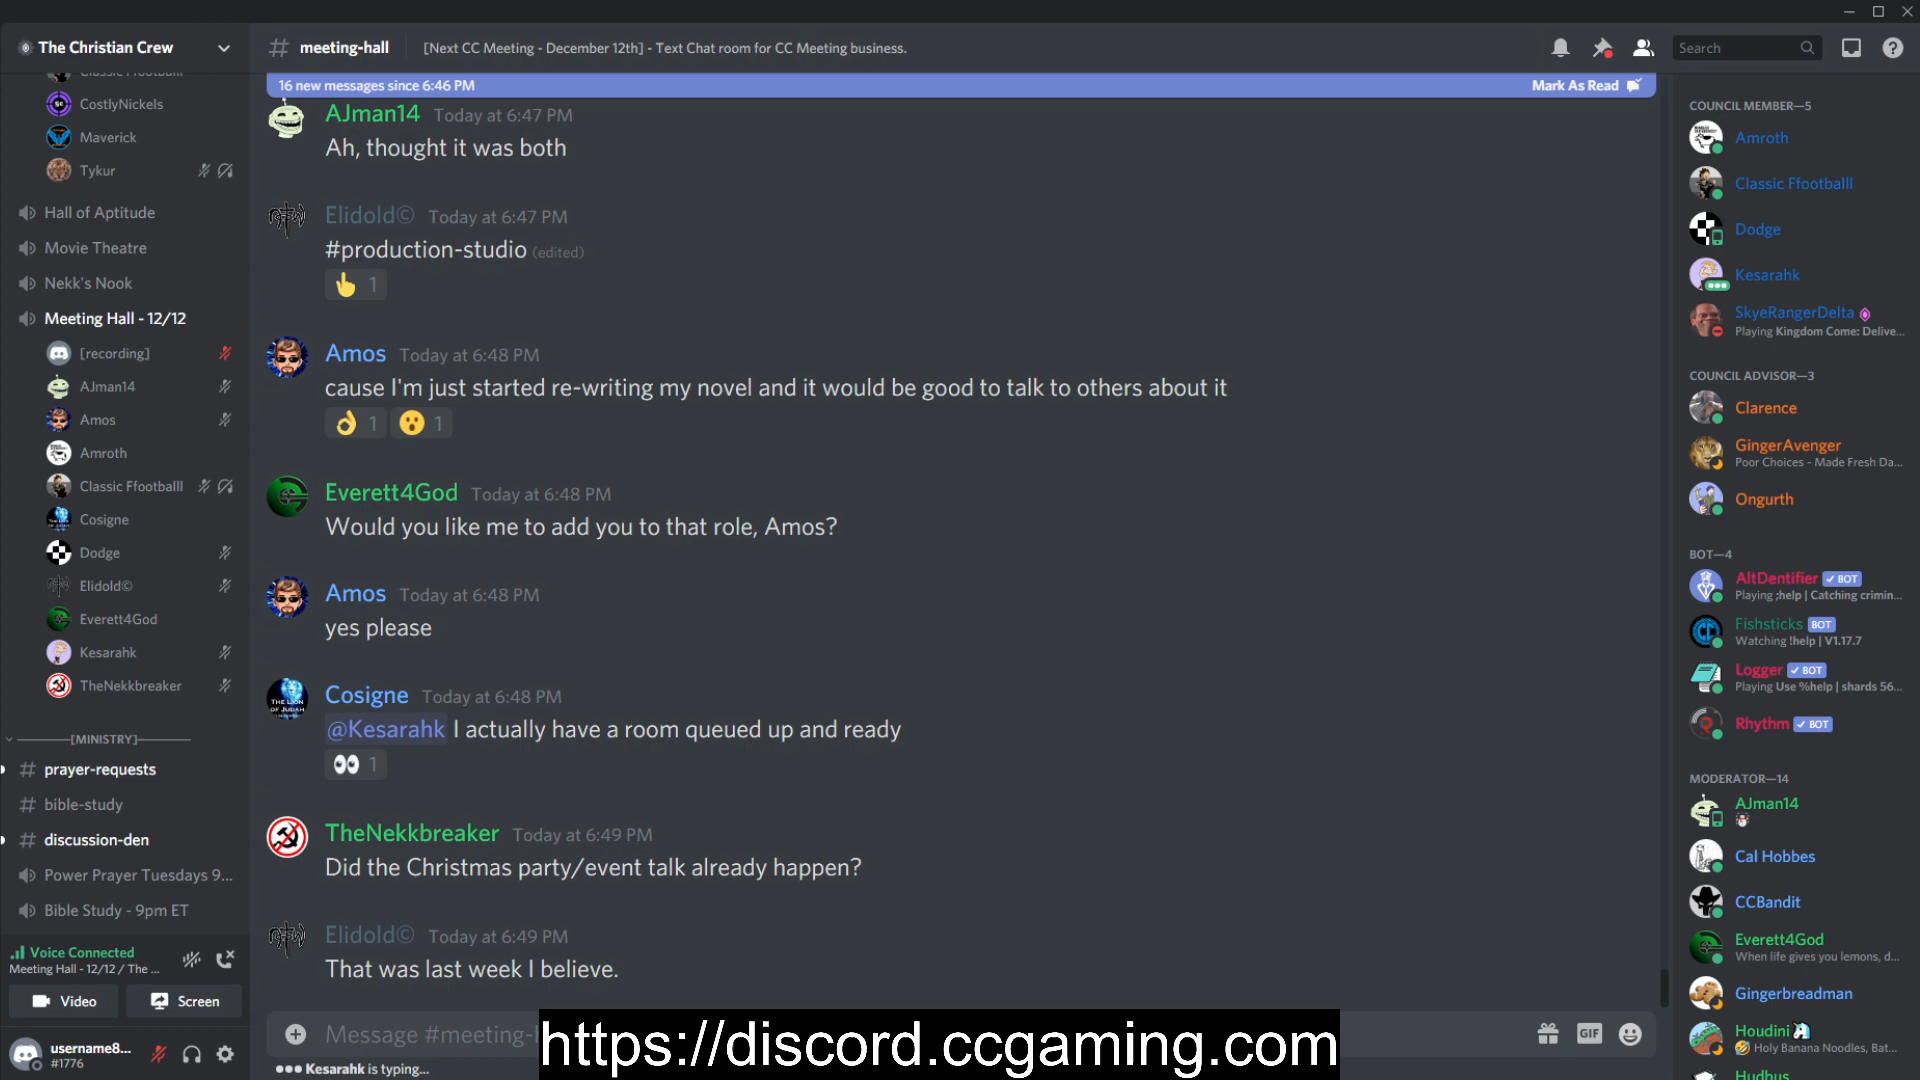 The Christian Crew
Classic Ffootballl
CostlyNickels
Maverick
Tykur
Hall of Aptitude
Movie Theatre
Nekk's Nook
Meeting Hall - 12/12
[recording]
AJman14
Amos
Amroth
Classic Ffootballl
Cosigne
Dodge
Elidold©
Everett4God
Kesarahk
TheNekkbreaker
[MINISTRY]
# prayer-requests
# bible-study
# discussion-den
Power Prayer Tuesdays 9...
Bible Study - 9pm ET
Voice Connected
Meeting Hall - 12/12 / The ...
Video
Screen
username8...
#1776
# meeting-hall
[Next CC Meeting - December 12th] - Text Chat room for CC Meeting business.
Search
16 new messages since 6:46 PM
Mark As Read
AJman14 Today at 6:47 PM
Ah, thought it was both
Elidold© Today at 6:47 PM
#production-studio (edited)
1
Amos Today at 6:48 PM
cause I'm just started re-writing my novel and it would be good to talk to others about it
1 1
Everett4God Today at 6:48 PM
Would you like me to add you to that role, Amos?
Amos Today at 6:48 PM
yes please
Cosigne Today at 6:48 PM
@Kesarahk I actually have a room queued up and ready
1
TheNekkbreaker Today at 6:49 PM
Did the Christmas party/event talk already happen?
Elidold© Today at 6:49 PM
That was last week I believe.
Message #meeting-
https://discord.ccgaming.com
GIF
Kesarahk is typing...
COUNCIL MEMBER—5
Amroth
Classic Ffootballl
Dodge
Kesarahk
SkyeRangerDelta
Playing Kingdom Come: Delive...
COUNCIL ADVISOR—3
Clarence
GingerAvenger
Poor Choices - Made Fresh Da...
Ongurth
BOT—4
AltDentifier BOT
Playing ;help | Catching crimin...
Fishsticks BOT
Watching !help | V1.17.7
Logger BOT
Playing Use %help | shards 56...
Rhythm BOT
MODERATOR—14
AJman14
Cal Hobbes
CCBandit
Everett4God
When life gives you lemons, d...
Gingerbreadman
Houdini
Holy Banana Noodles, Bat...
Hudbus